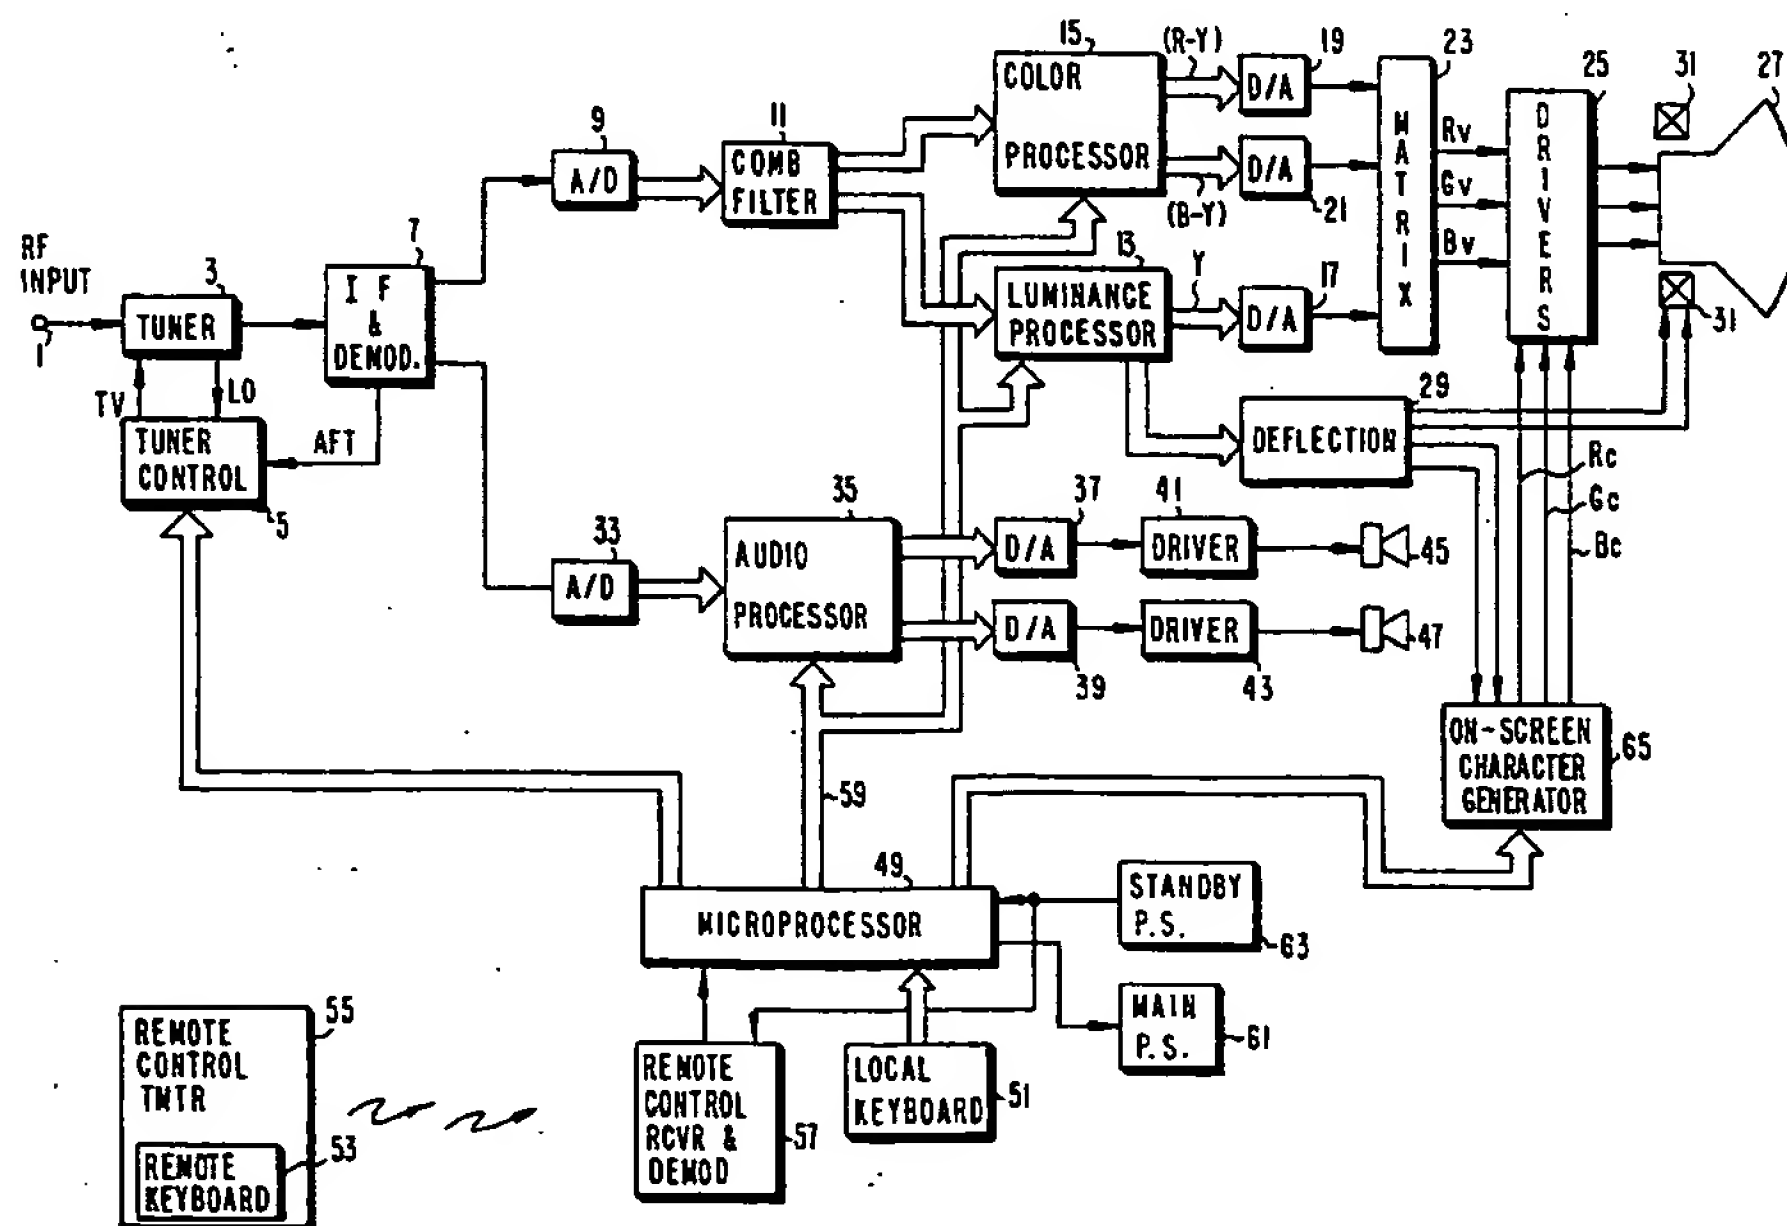 RF
INPUT
1
3
TUNER
TV
LO
TUNER
CONTROL
5
AFT
7
I F
&
DEMOD.
9
A/D
11
COMB
FILTER
15
COLOR
PROCESSOR
(R-Y)
(B-Y)
19
D/A
D/A
21
13
LUMINANCE
PROCESSOR
Y
D/A
17
23
MATRIX
Rv
Gv
Bv
25
DRIVERS
31
27
31
29
DEFLECTION
Rc
Gc
Bc
33
A/D
35
AUDIO
PROCESSOR
37
D/A
41
DRIVER
45
D/A
39
DRIVER
43
47
ON-SCREEN
CHARACTER
GENERATOR
65
59
49
MICROPROCESSOR
STANDBY
P.S.
63
MAIN
P.S.
61
55
REMOTE
CONTROL
TMTR
53
REMOTE
KEYBOARD
REMOTE
CONTROL
RCVR &
DEMOD
57
LOCAL
KEYBOARD
51